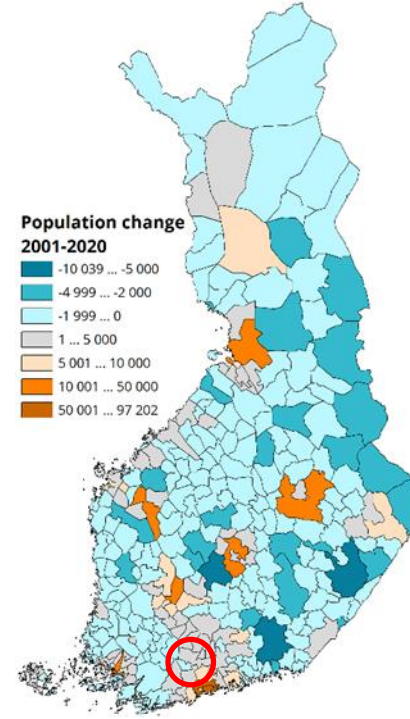 Population change
2001-2020
-10 039 ... -5 000
-4 999 ... -2 000
-1 999 ... 0
1 ... 5 000
5 001 ... 10 000
10 001 ... 50 000
50 001 ... 97 202